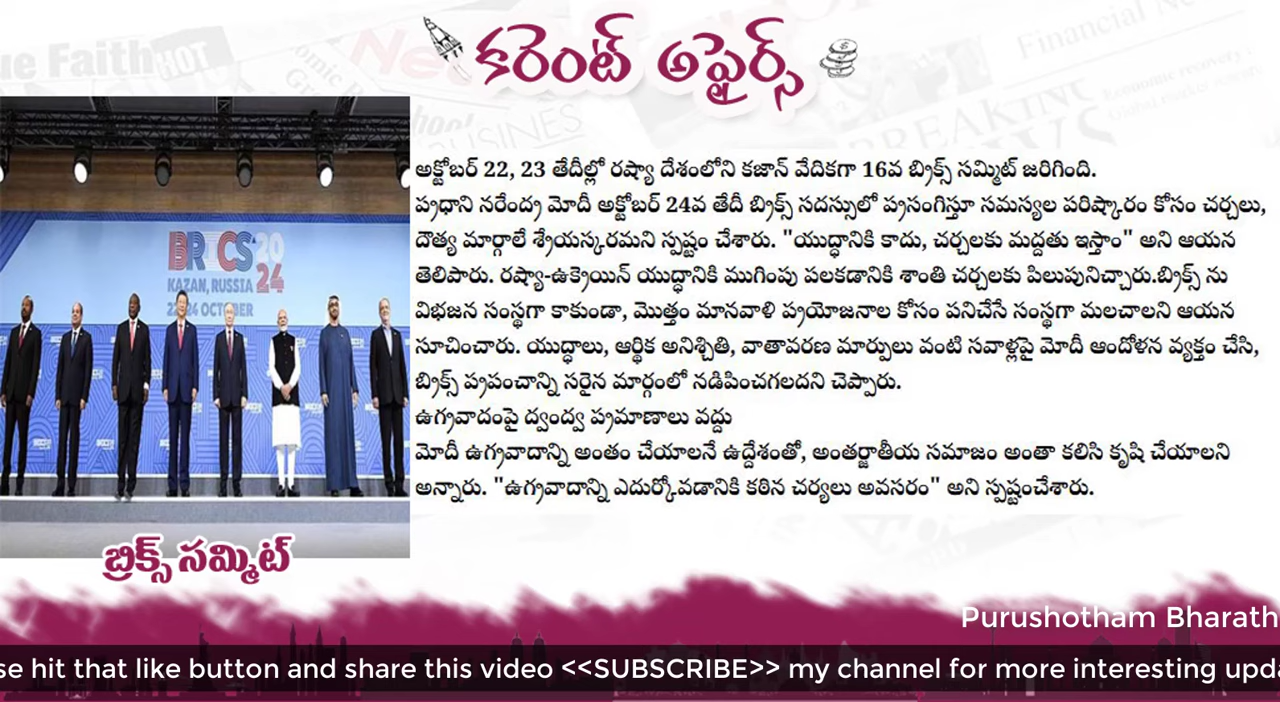 కరెంట్ అఫైర్స్
అక్టోబర్ 22, 23 తేదీల్లో రష్యా దేశంలోని కజాన్ వేదికగా 16వ బ్రిక్స్ సమ్మిట్ జరిగింది.
ప్రధాని నరేంద్ర మోదీ అక్టోబర్ 24వ తేదీ బ్రిక్స్ సదస్సులో ప్రసంగిస్తూ సమస్యల పరిష్కారం కోసం చర్చలు,
దౌత్య మార్గాలే శ్రేయస్కరమని స్పష్టం చేశారు. "యుద్ధానికి కాదు, చర్చలకు మద్దతు ఇస్తాం" అని ఆయన
తెలిపారు. రష్యా-ఉక్రెయిన్ యుద్ధానికి ముగింపు పలకడానికి శాంతి చర్చలకు పిలుపునిచ్చారు.బ్రిక్స్ ను
విభజన సంస్థగా కాకుండా, మొత్తం మానవాళి ప్రయోజనాల కోసం పనిచేసే సంస్థగా మలచాలని ఆయన
సూచించారు. యుద్ధాలు, ఆర్థిక అనిశ్చితి, వాతావరణ మార్పులు వంటి సవాళ్లపై మోదీ ఆందోళన వ్యక్తం చేసి,
బ్రిక్స్ ప్రపంచాన్ని సరైన మార్గంలో నడిపించగలదని చెప్పారు.
ఉగ్రవాదంపై ద్వంద్వ ప్రమాణాలు వద్దు
మోదీ ఉగ్రవాదాన్ని అంతం చేయాలనే ఉద్దేశంతో, అంతర్జాతీయ సమాజం అంతా కలిసి కృషి చేయాలని
అన్నారు. "ఉగ్రవాదాన్ని ఎదుర్కోవడానికి కఠిన చర్యలు అవసరం" అని స్పష్టంచేశారు.
BRICS 20
24
KAZAN, RUSSIA
22-24 OCTOBER
బ్రిక్స్ సమ్మిట్
Purushotham Bharath
se hit that like button and share this video <<SUBSCRIBE>> my channel for more interesting upda